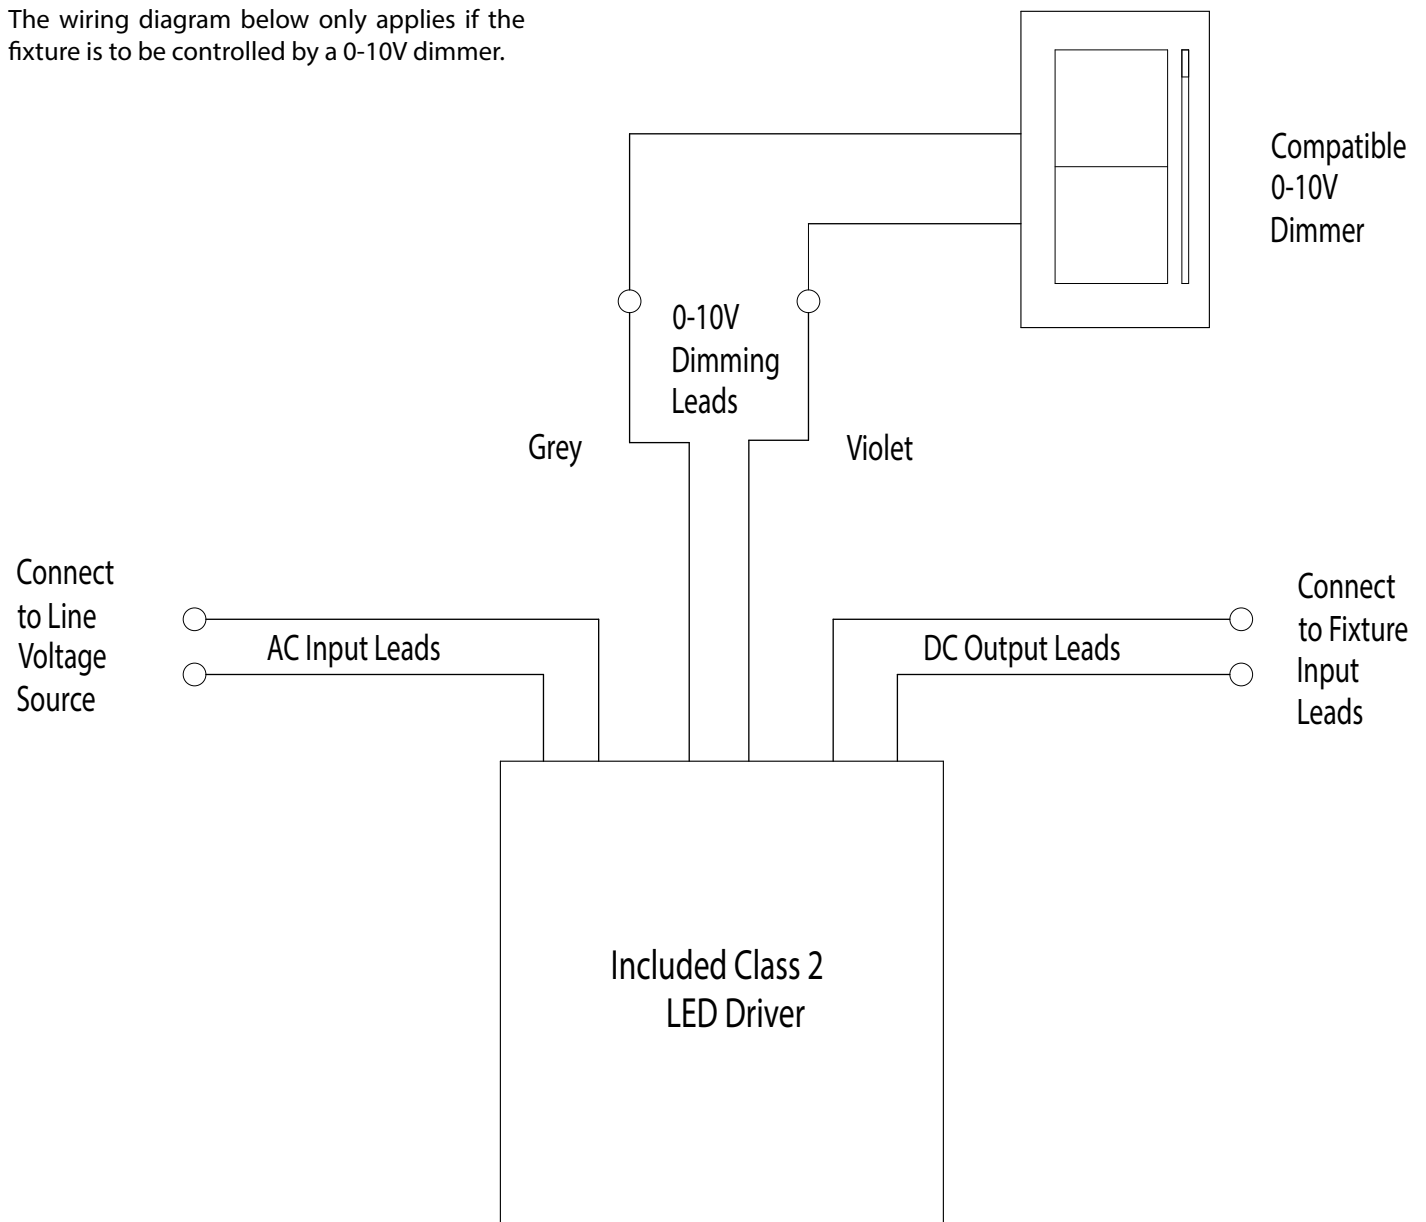 The wiring diagram below only applies if the
fixture is to be controlled by a 0-10V dimmer.
Compatible
0-10V
Dimmer
0-10V
Dimming
Leads
Grey
Violet
Connect
to Line
Voltage
Source
AC Input Leads
DC Output Leads
Connect
to Fixture
Input
Leads
Included Class 2
LED Driver